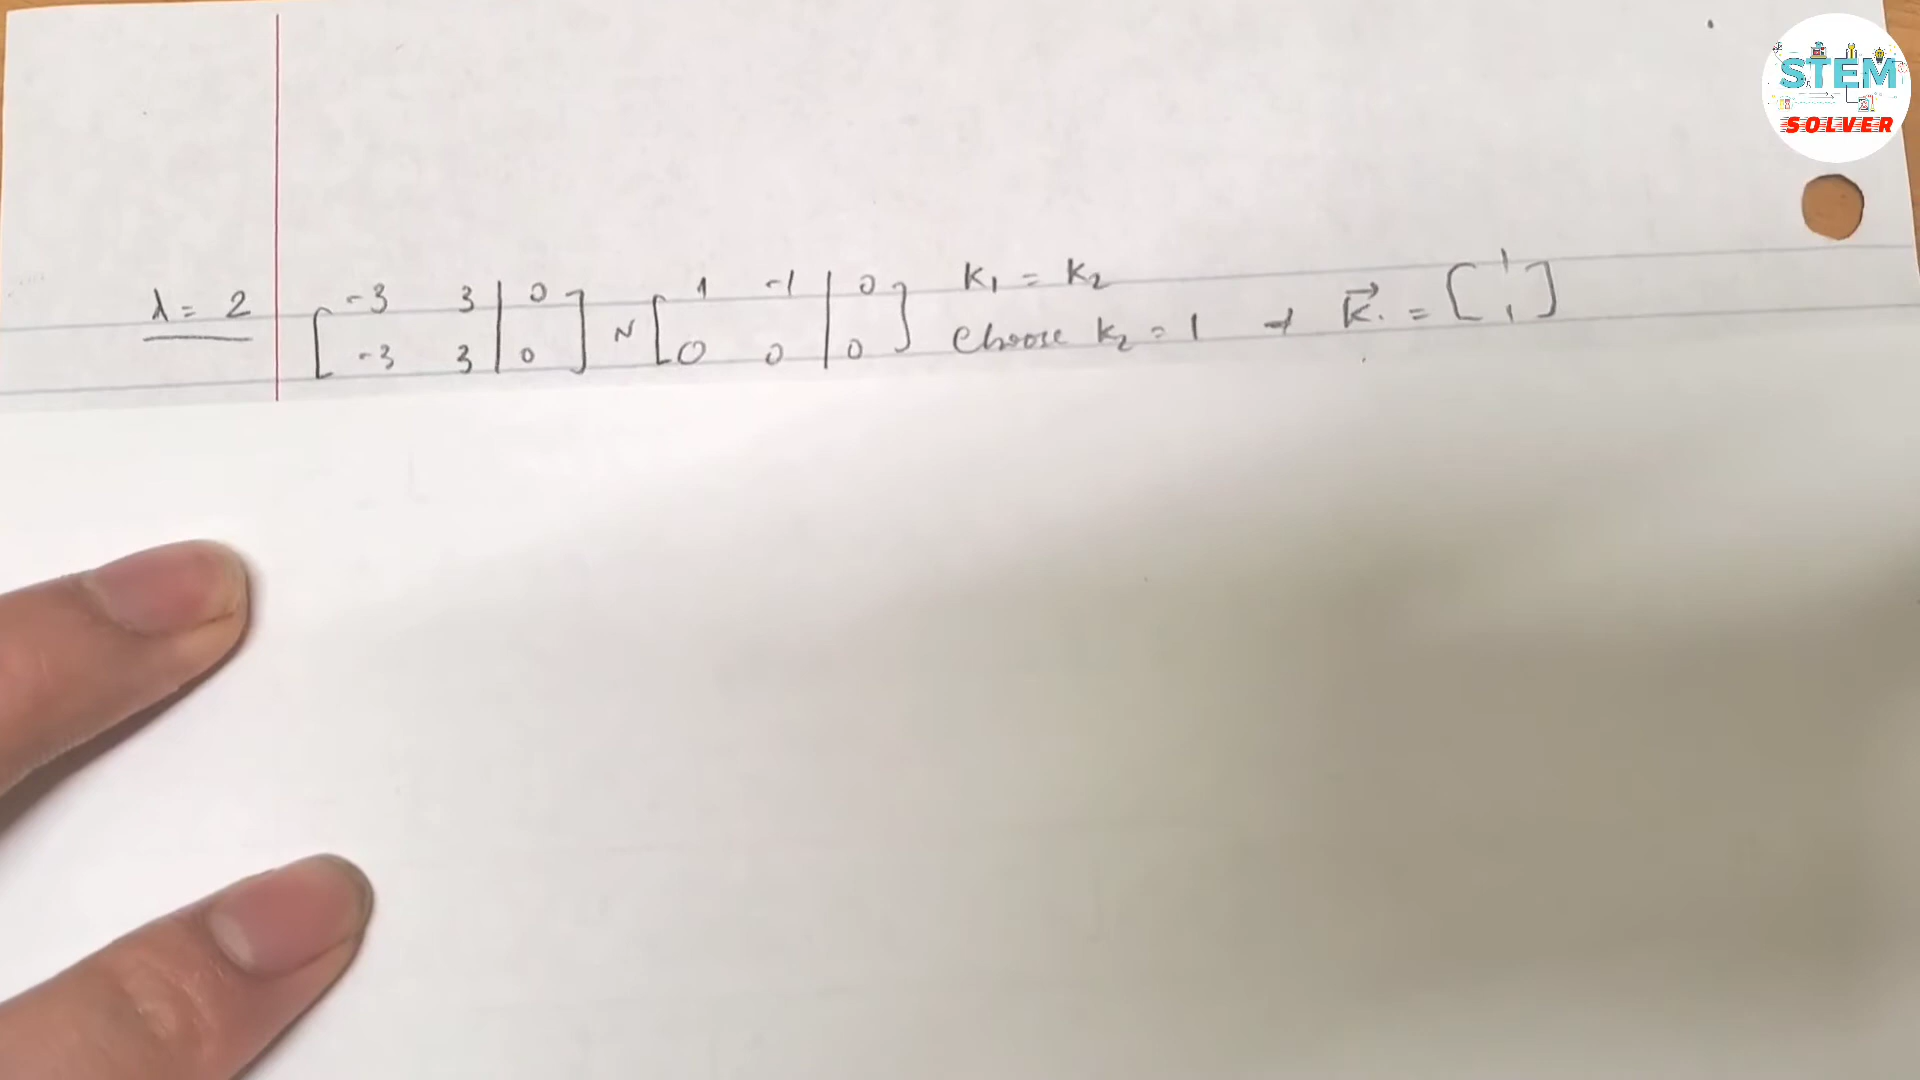 STEM
SOLVER
λ = 2 [ -3 3 | 0 ] ~ [ 1 -1 | 0 ] k₁ = k₂
[ -3 3 | 0 ] [ 0 0 | 0 ] Choose k₂ = 1 → k⃗. = [ 1
1 ]